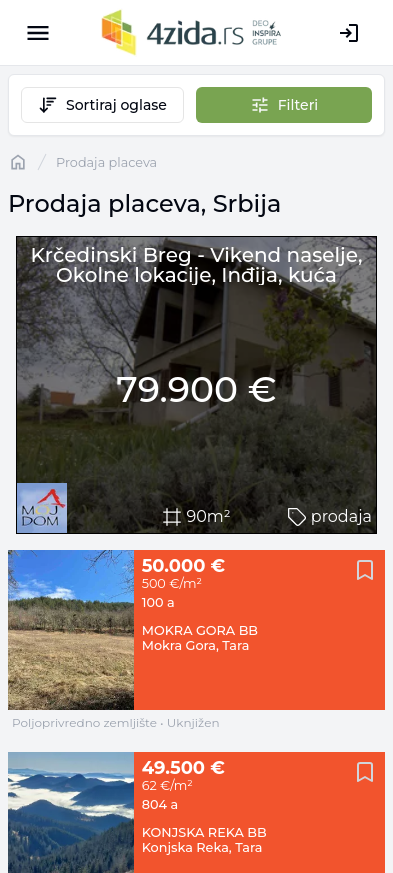 4zida.rs
DEO
INSPIRA
GRUPE
Sortiraj oglase
Filteri
/ Prodaja placeva
Prodaja placeva, Srbija
Krčedinski Breg - Vikend naselje,
Okolne lokacije, Inđija, kuća
79.900 €
MOJ
DOM
90m²
prodaja
50.000 €
500 €/m²
100 a
MOKRA GORA BB
Mokra Gora, Tara
Poljoprivredno zemljište • Uknjižen
49.500 €
62 €/m²
804 a
KONJSKA REKA BB
Konjska Reka, Tara